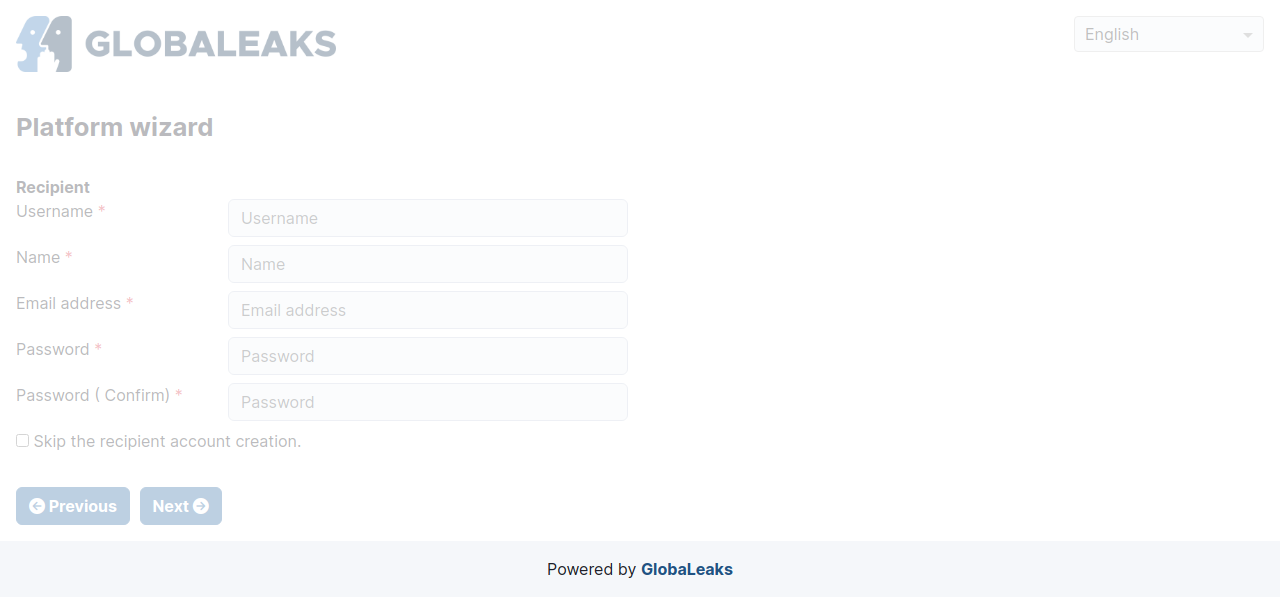 GLOBALEAKS
English
Platform wizard
Recipient
Username * Username
Name * Name
Email address * Email address
Password * Password
Password ( Confirm) * Password
Skip the recipient account creation.
Previous Next
Powered by GlobaLeaks